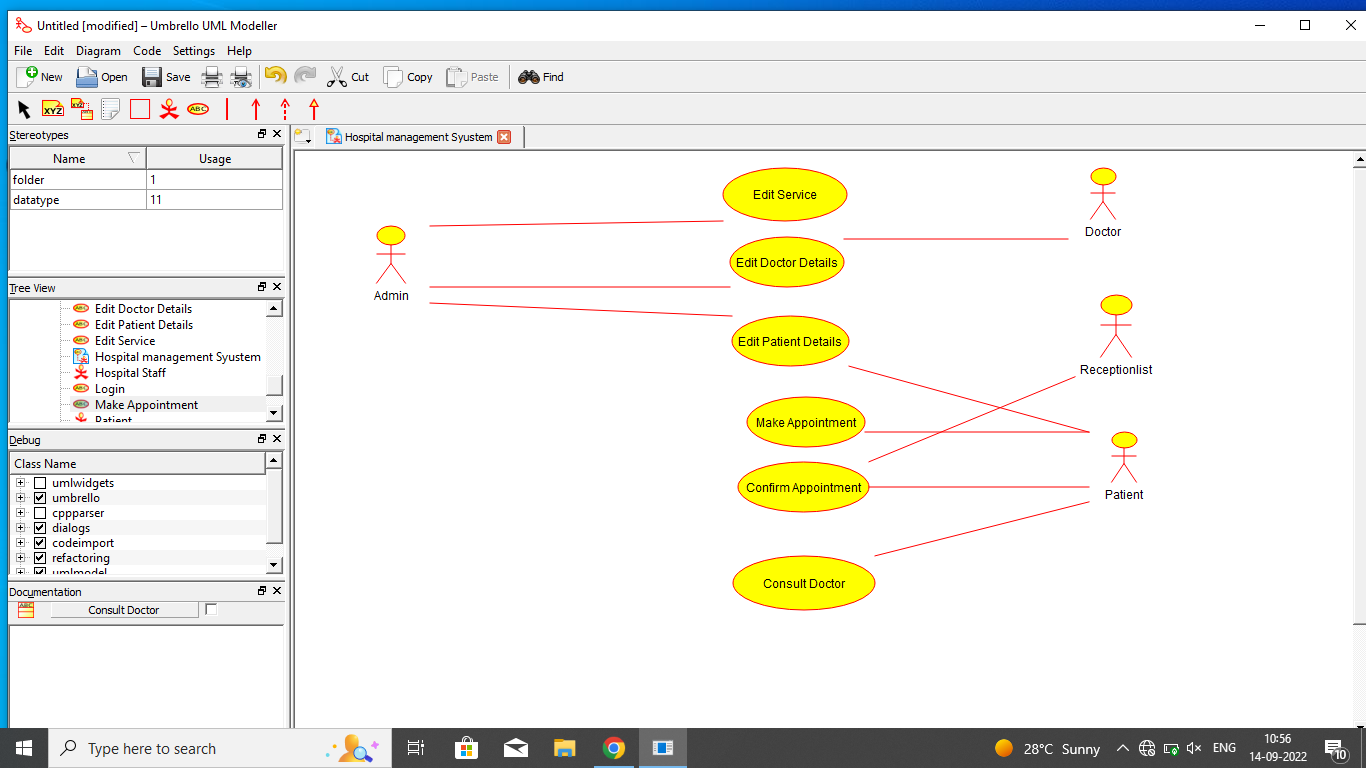 Untitled [modified] – Umbrello UML Modeller
File Edit Diagram Code Settings Help
New Open Save Cut Copy Paste Find
XYZ XYZ ABC
Stereotypes
Name Usage
folder 1
datatype 11
Tree View
Edit Doctor Details
Edit Patient Details
Edit Service
Hospital management Syustem
Hospital Staff
Login
Make Appointment
Patient
Debug
Class Name
umlwidgets
umbrello
cppparser
dialogs
codeimport
refactoring
umlmodel
Documentation
Consult Doctor
Hospital management Syustem
Edit Service
Doctor
Edit Doctor Details
Admin
Edit Patient Details
Receptionlist
Make Appointment
Confirm Appointment
Patient
Consult Doctor
Type here to search
28°C Sunny
ENG
10:56
14-09-2022
10